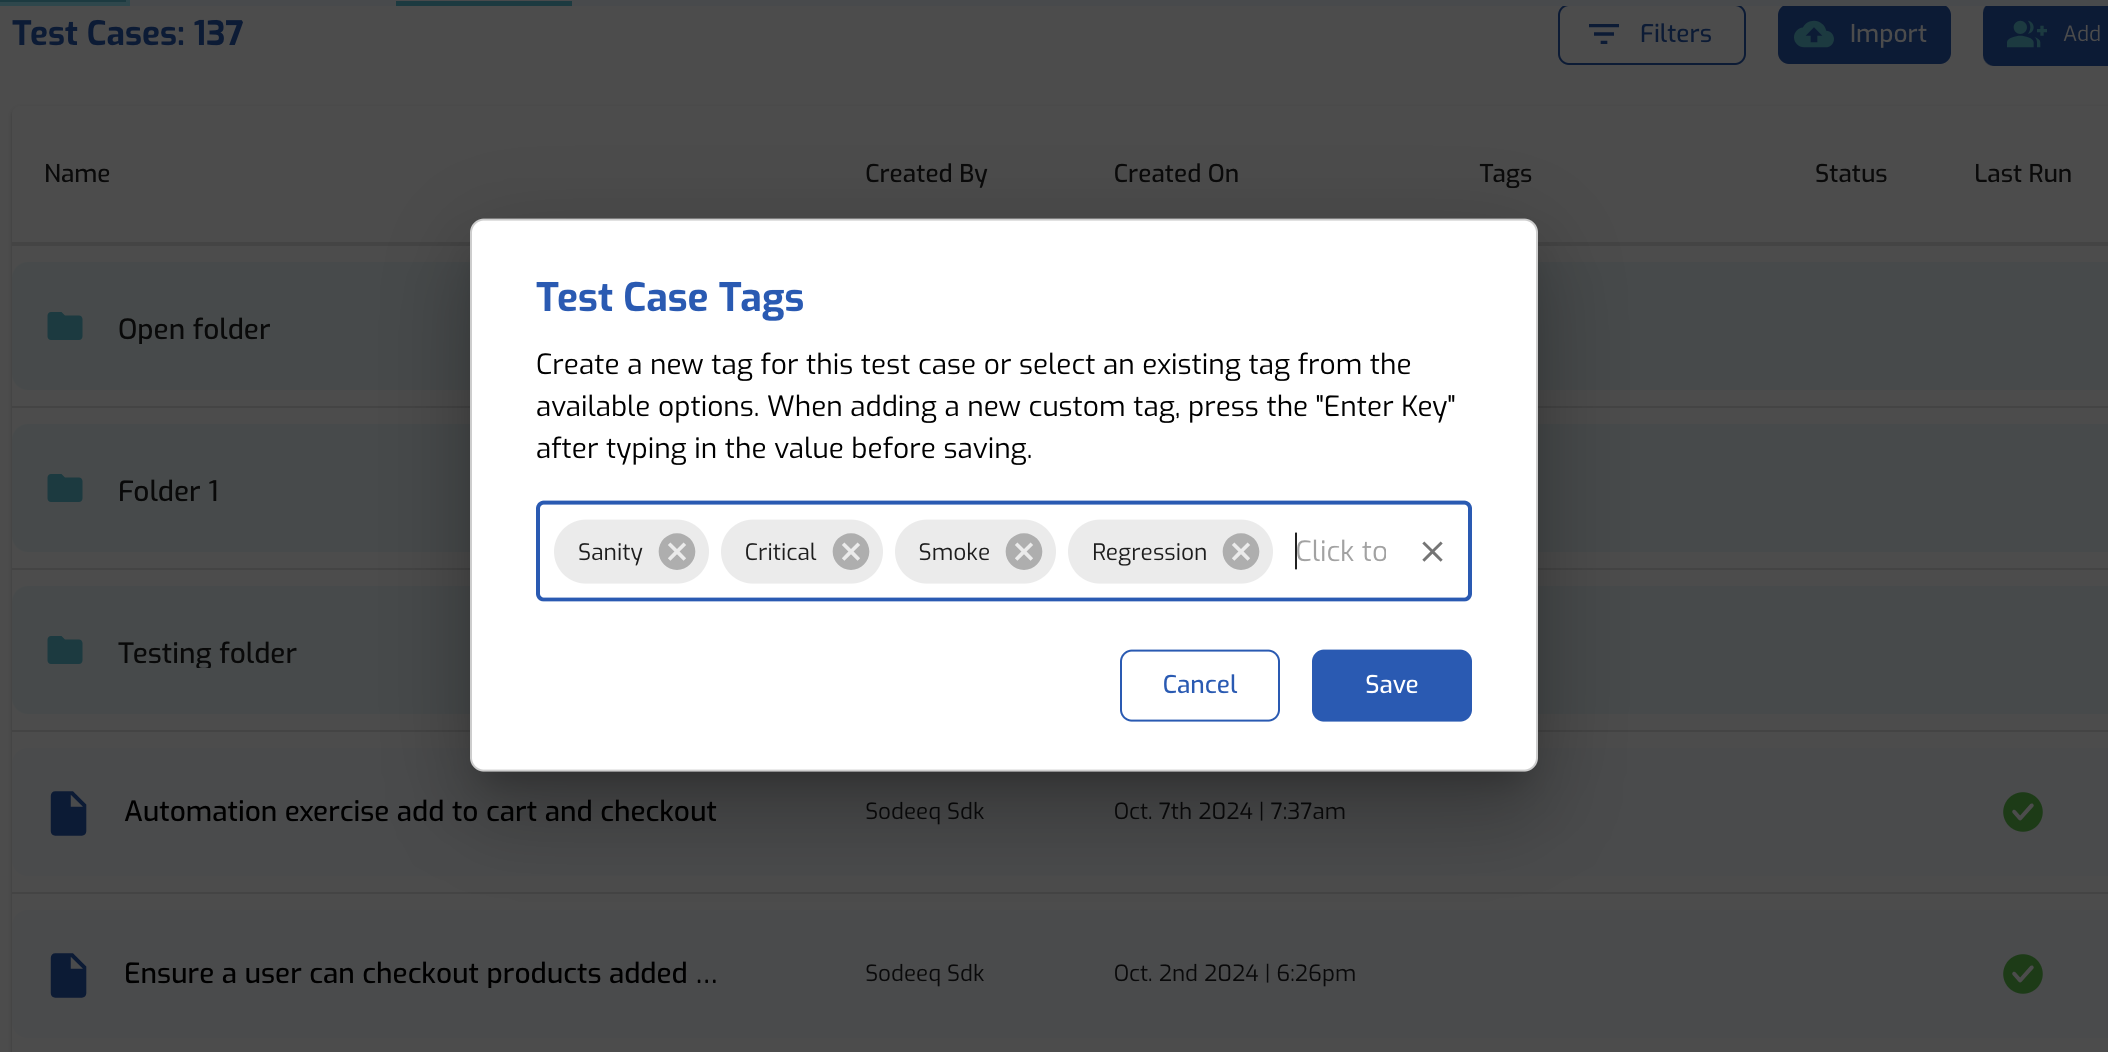 Test Cases: 137
Filters
Import
Add
Name
Created By
Created On
Tags
Status
Last Run
Open folder
Folder 1
Testing folder
Test Case Tags
Create a new tag for this test case or select an existing tag from the
available options. When adding a new custom tag, press the "Enter Key"
after typing in the value before saving.
Sanity
Critical
Smoke
Regression
Click to
Cancel
Save
Automation exercise add to cart and checkout
Sodeeq Sdk
Oct. 7th 2024 | 7:37am
Ensure a user can checkout products added ...
Sodeeq Sdk
Oct. 2nd 2024 | 6:26pm